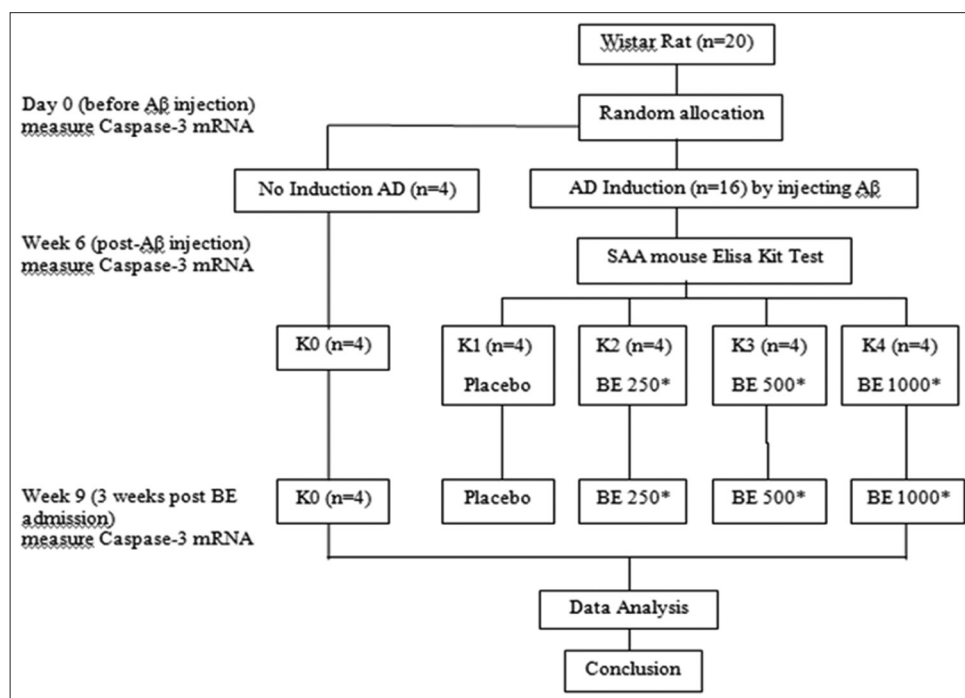 Wistar Rat (n=20)
Day 0 (before Aβ injection)
measure Caspase-3 mRNA
Random allocation
No Induction AD (n=4)
AD Induction (n=16) by injecting Aβ
Week 6 (post-Aβ injection)
measure Caspase-3 mRNA
SAA mouse Elisa Kit Test
K0 (n=4)
K1 (n=4)
Placebo
K2 (n=4)
BE 250*
K3 (n=4)
BE 500*
K4 (n=4)
BE 1000*
Week 9 (3 weeks post BE
admission)
measure Caspase-3 mRNA
K0 (n=4)
Placebo
BE 250*
BE 500*
BE 1000*
Data Analysis
Conclusion